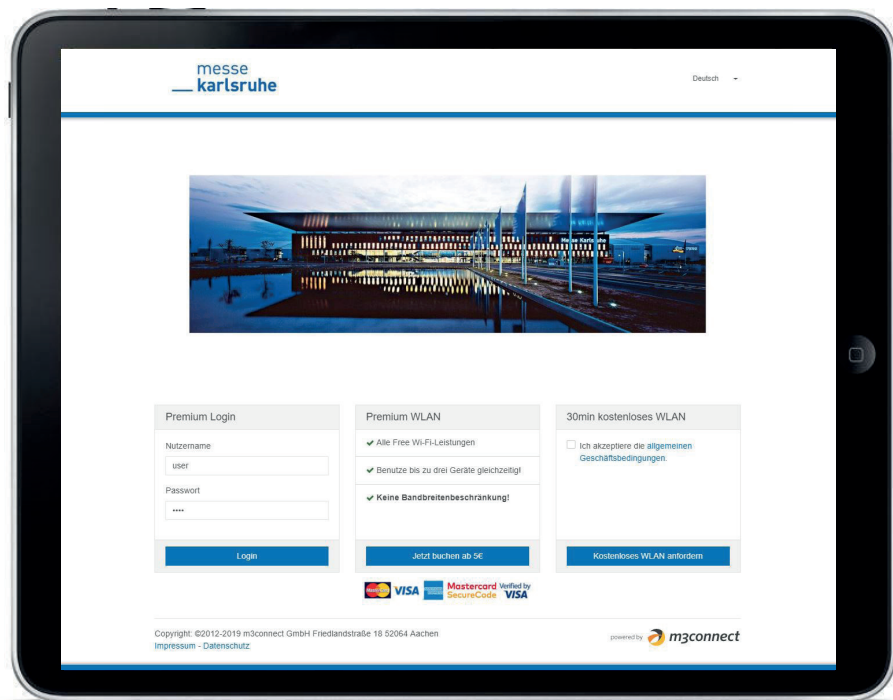 messe
karlsruhe
Deutsch
Messe Karlsruhe
Premium Login
Nutzername
user
Passwort
••••
Login
Premium WLAN
Alle Free Wi-Fi-Leistungen
Benutze bis zu drei Geräte gleichzeitig!
Keine Bandbreitenbeschränkung!
Jetzt buchen ab 5€
30min kostenloses WLAN
Ich akzeptiere die allgemeinen
Geschäftsbedingungen.
Kostenloses WLAN anfordern
MasterCard
VISA
Mastercard
SecureCode
Verified by
VISA
Copyright: ©2012-2019 m3connect GmbH Friedlandstraße 18 52064 Aachen
Impressum - Datenschutz
powered by m3connect